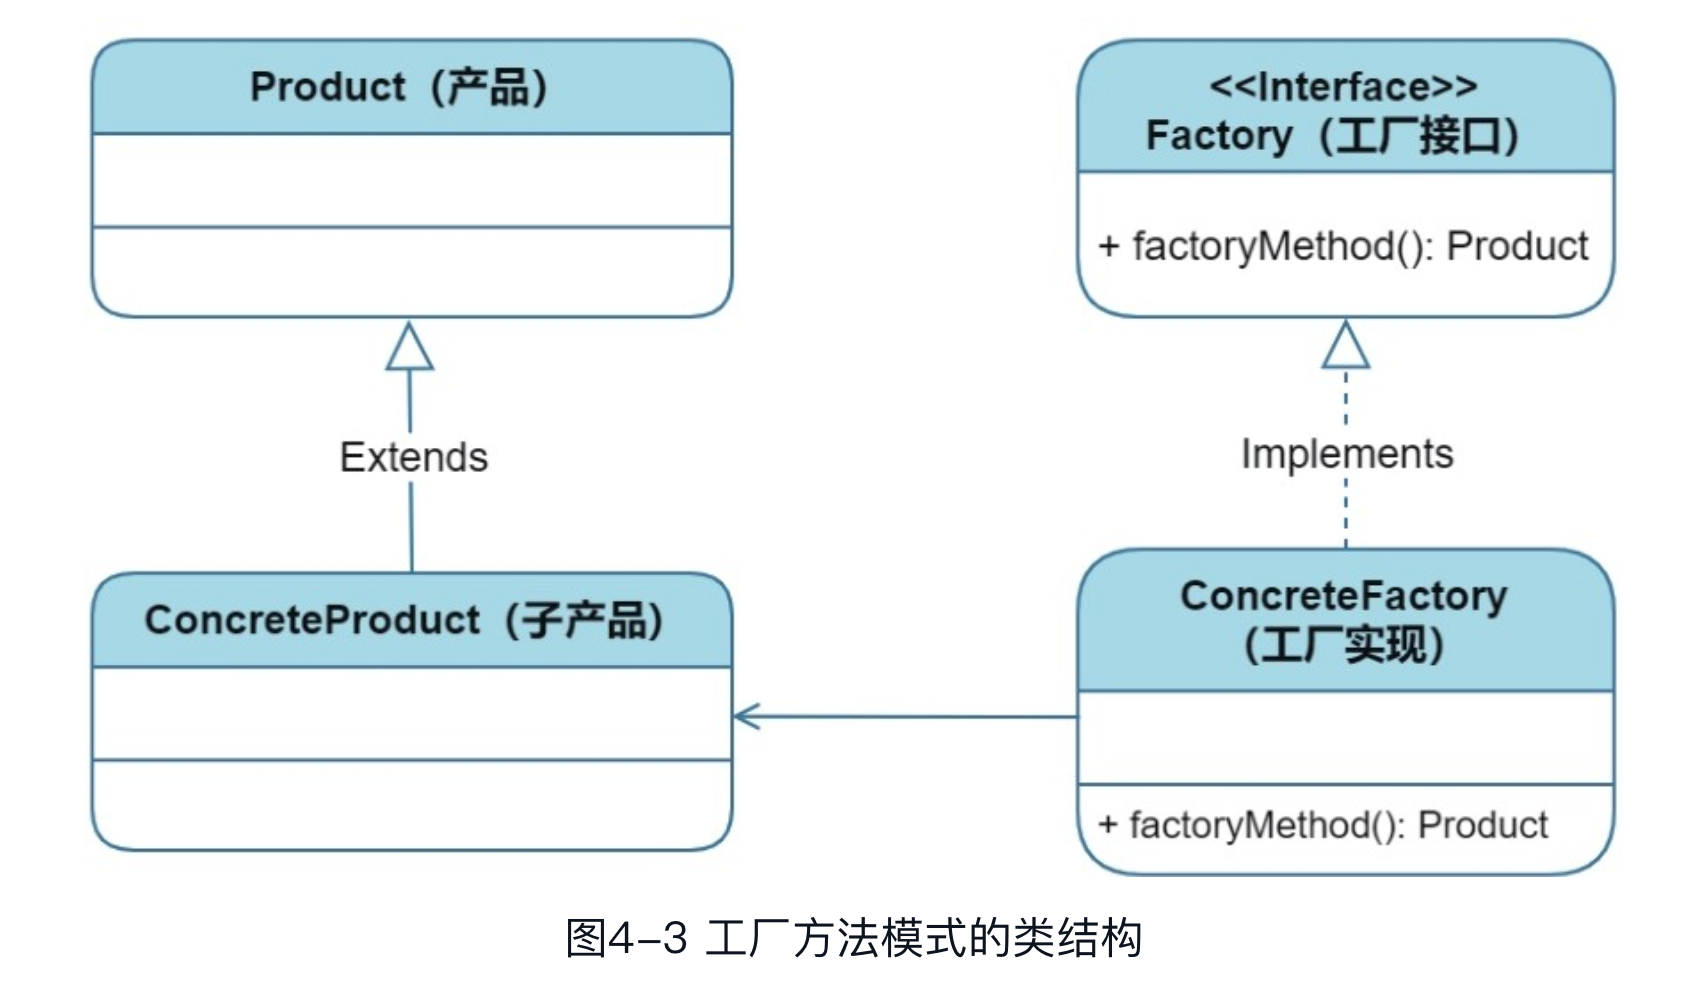 Product（产品）
<<Interface>>
Factory（工厂接口）
+ factoryMethod(): Product
Extends
Implements
ConcreteProduct（子产品）
ConcreteFactory
（工厂实现）
+ factoryMethod(): Product
图4–3 工厂方法模式的类结构